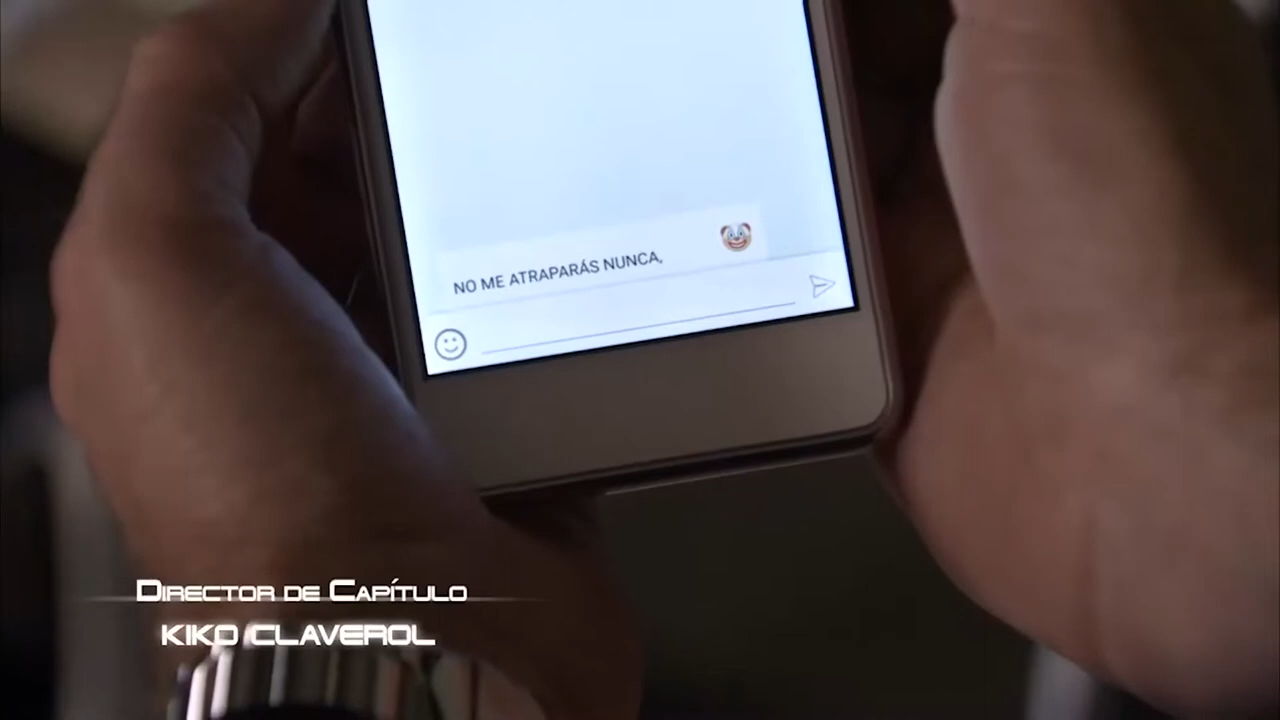 NO ME ATRAPARÁS NUNCA, 🤡
DIRECTOR DE CAPÍTULO
KIKO CLAVEROL